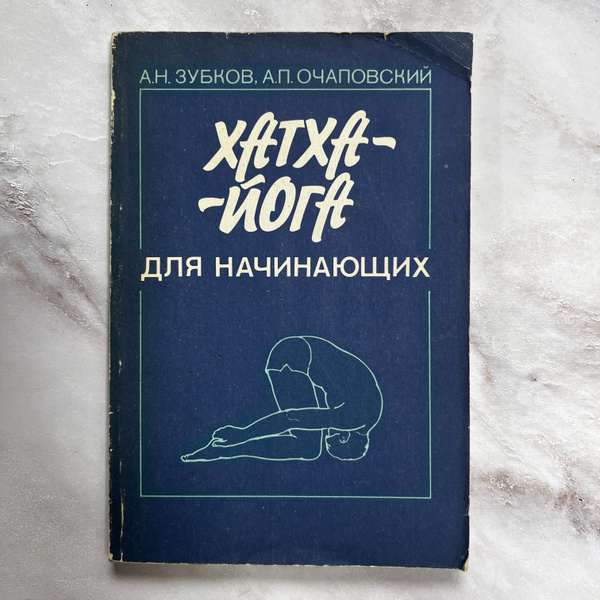 А.Н. ЗУБКОВ, А.П. ОЧАПОВСКИЙ
ХАТХА-
-ЙОГА
ДЛЯ НАЧИНАЮЩИХ